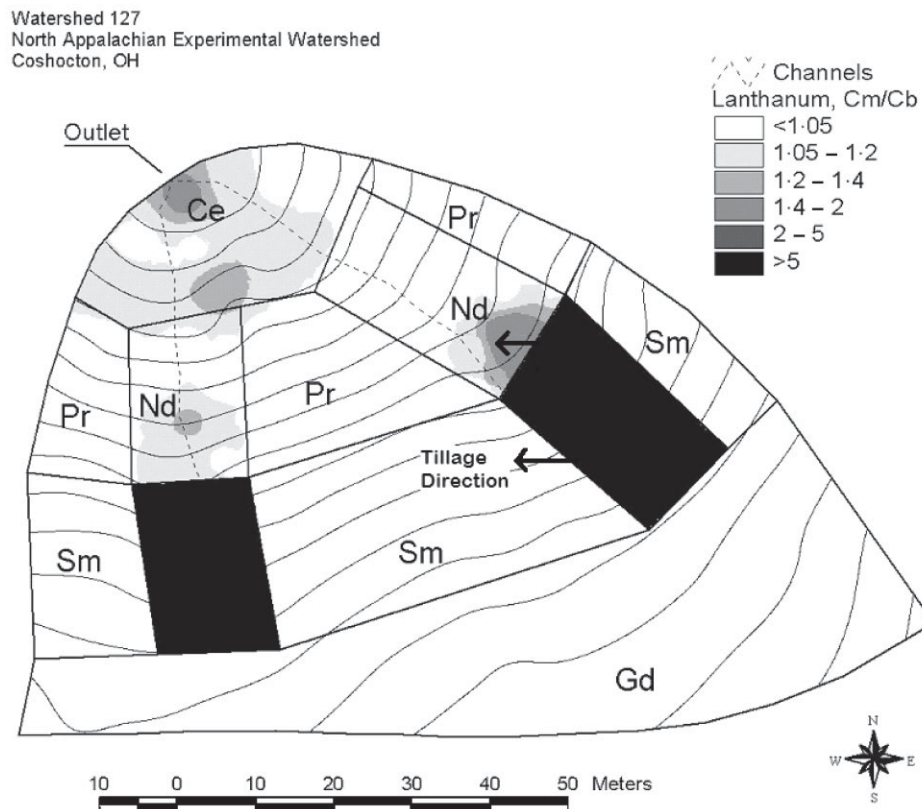 Watershed 127
North Appalachian Experimental Watershed
Coshocton, OH
Channels
Lanthanum, Cm/Cb
<1·05
1·05 – 1·2
1·2 – 1·4
1·4 – 2
2 – 5
>5
Outlet
Ce
Pr
Nd
Sm
Pr
Nd
Pr
Tillage
Direction
Sm
Sm
Gd
N
W E
S
10 0 10 20 30 40 50 Meters